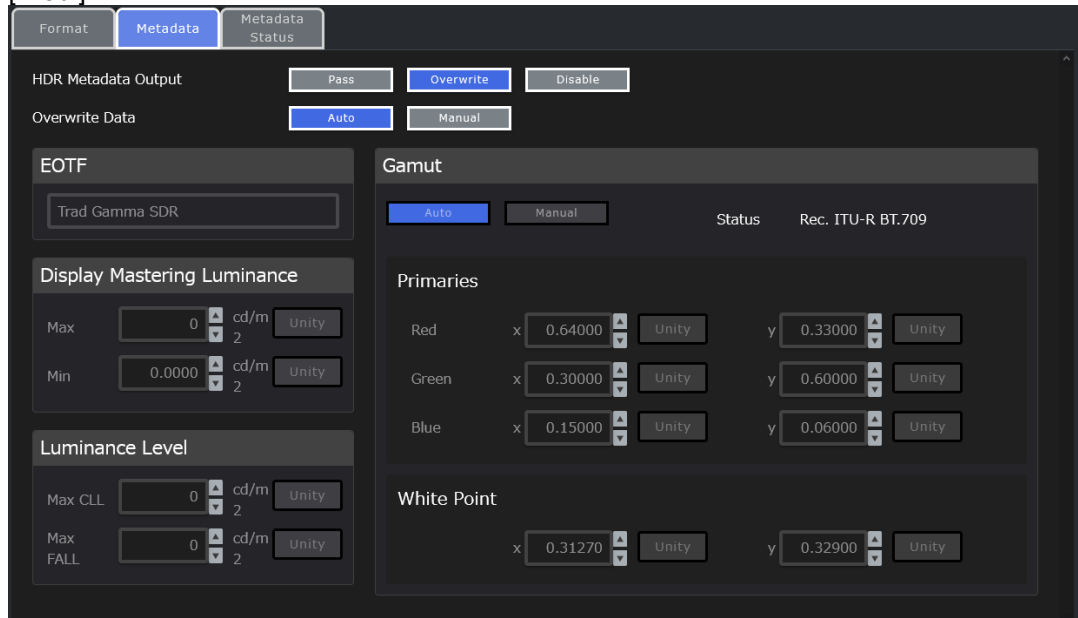 Format Metadata Metadata Status
HDR Metadata Output Pass Overwrite Disable
Overwrite Data Auto Manual
EOTF
Trad Gamma SDR
Display Mastering Luminance
Max 0 cd/m 2 Unity
Min 0.0000 cd/m 2 Unity
Luminance Level
Max CLL 0 cd/m 2 Unity
Max FALL 0 cd/m 2 Unity
Gamut
Auto Manual Status Rec. ITU-R BT.709
Primaries
Red x 0.64000 Unity y 0.33000 Unity
Green x 0.30000 Unity y 0.60000 Unity
Blue x 0.15000 Unity y 0.06000 Unity
White Point
x 0.31270 Unity y 0.32900 Unity